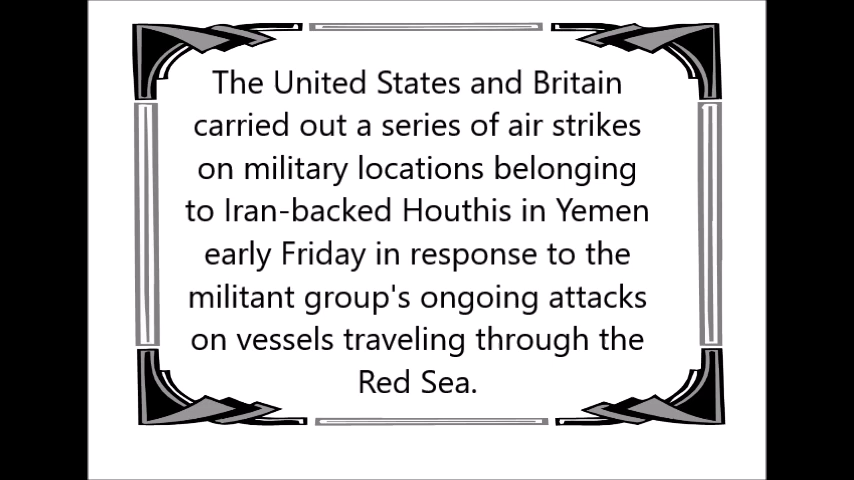 The United States and Britain
carried out a series of air strikes
on military locations belonging
to Iran-backed Houthis in Yemen
early Friday in response to the
militant group's ongoing attacks
on vessels traveling through the
Red Sea.